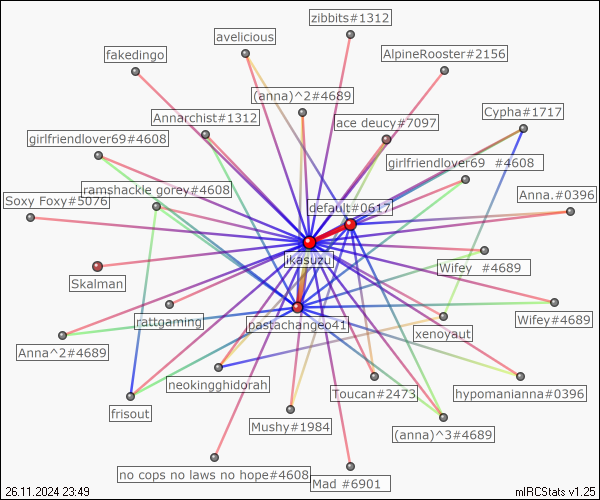 zibbits#1312
avelicious
fakedingo
AlpineRooster#2156
(anna)^2#4689
Annarchist#1312
Cypha#1717
ace deucy#7097
girlfriendlover69#4608
girlfriendlover69 #4608
ramshackle gorey#4608
Soxy Foxy#5076
Anna.#0396
default#0617
likasuzu
Wifey #4689
Skalman
rattgaming
pastachangeo41
Wifey#4689
xenoyaut
Anna^2#4689
neokingghidorah
Toucan#2473
hypomanianna#0396
frisout
Mushy#1984
(anna)^3#4689
no cops no laws no hope#4608
Mad #6901
26.11.2024 23:49
mIRCStats v1.25